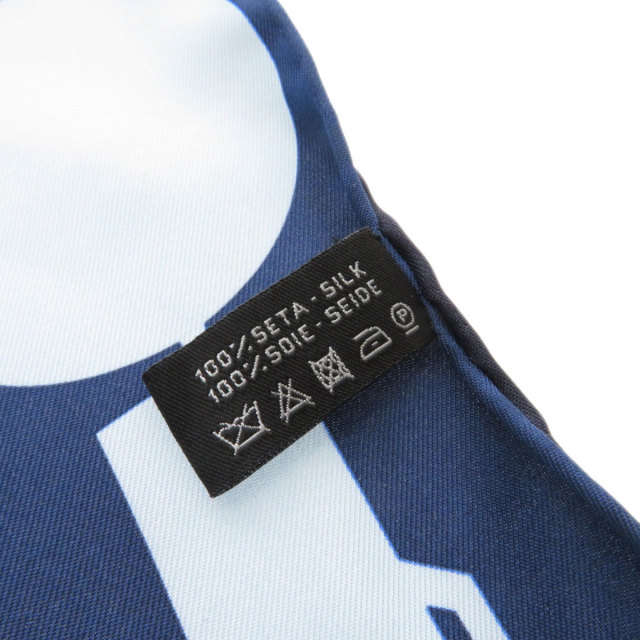 100% SETA - SILK
100% SOIE - SEIDE
P